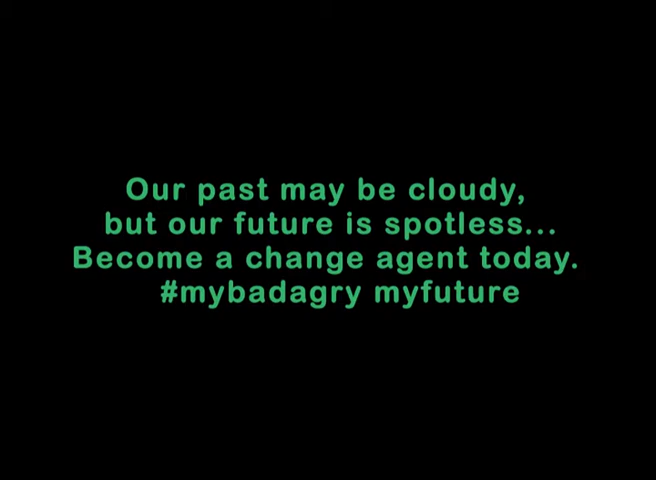 Our past may be cloudy,
but our future is spotless...
Become a change agent today.
#mybadagry myfuture